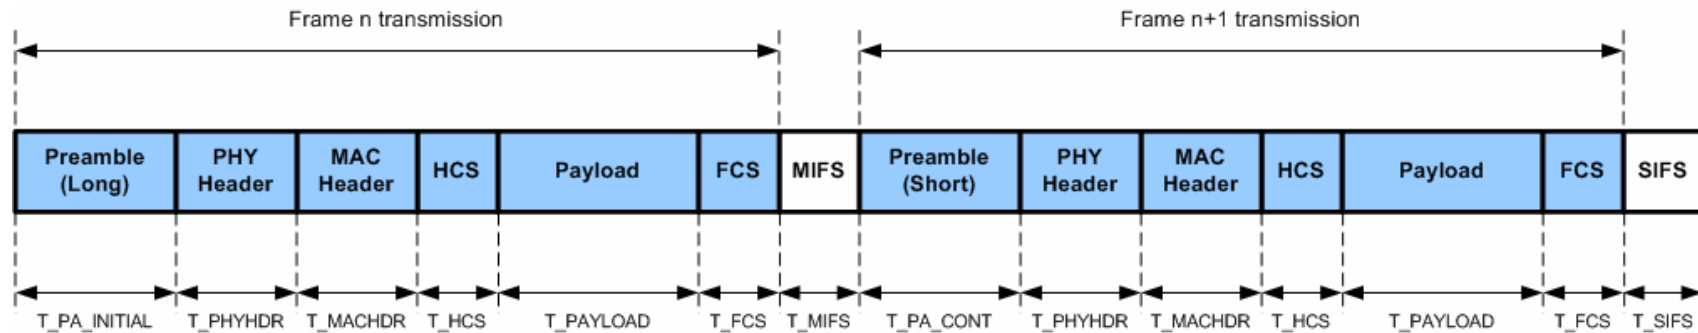 Frame n transmission
Frame n+1 transmission
Preamble (Long)
PHY Header
MAC Header
HCS
Payload
FCS
MIFS
Preamble (Short)
PHY Header
MAC Header
HCS
Payload
FCS
SIFS
T_PA_INITIAL
T_PHYHDR
T_MACHDR
T_HCS
T_PAYLOAD
T_FCS
T_MIFS
T_PA_CONT
T_PHYHDR
T_MACHDR
T_HCS
T_PAYLOAD
T_FCS
T_SIFS